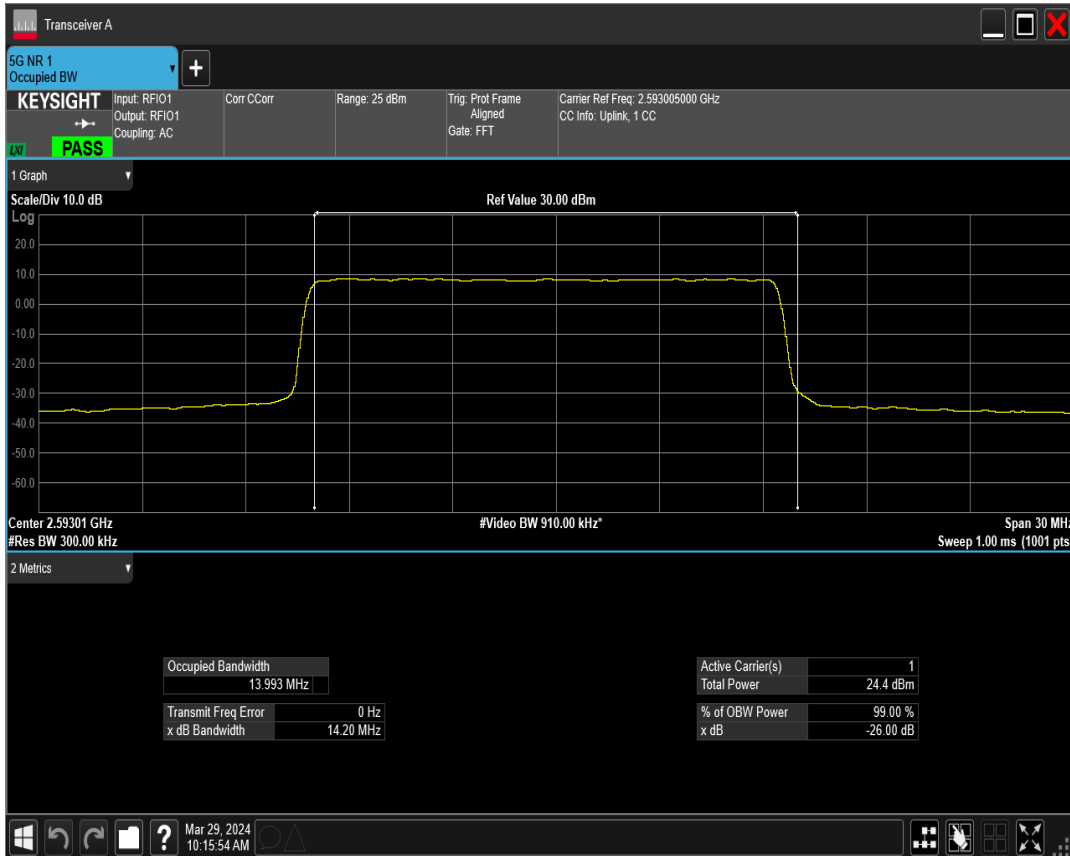 Transceiver A
5G NR 1
Occupied BW
KEYSIGHT
LXI
PASS
Input: RFIO1
Output: RFIO1
Coupling: AC
Corr CCorr
Range: 25 dBm
Trig: Prot Frame
Aligned
Gate: FFT
Carrier Ref Freq: 2.593005000 GHz
CC Info: Uplink, 1 CC
1 Graph
Scale/Div 10.0 dB
Ref Value 30.00 dBm
Log
20.0
10.0
0.00
-10.0
-20.0
-30.0
-40.0
-50.0
-60.0
Center 2.59301 GHz
#Video BW 910.00 kHz*
Span 30 MHz
#Res BW 300.00 kHz
Sweep 1.00 ms (1001 pts
2 Metrics
Occupied Bandwidth
13.993 MHz
Transmit Freq Error 0 Hz
x dB Bandwidth 14.20 MHz
Active Carrier(s) 1
Total Power 24.4 dBm
% of OBW Power 99.00 %
x dB -26.00 dB
Mar 29, 2024
10:15:54 AM